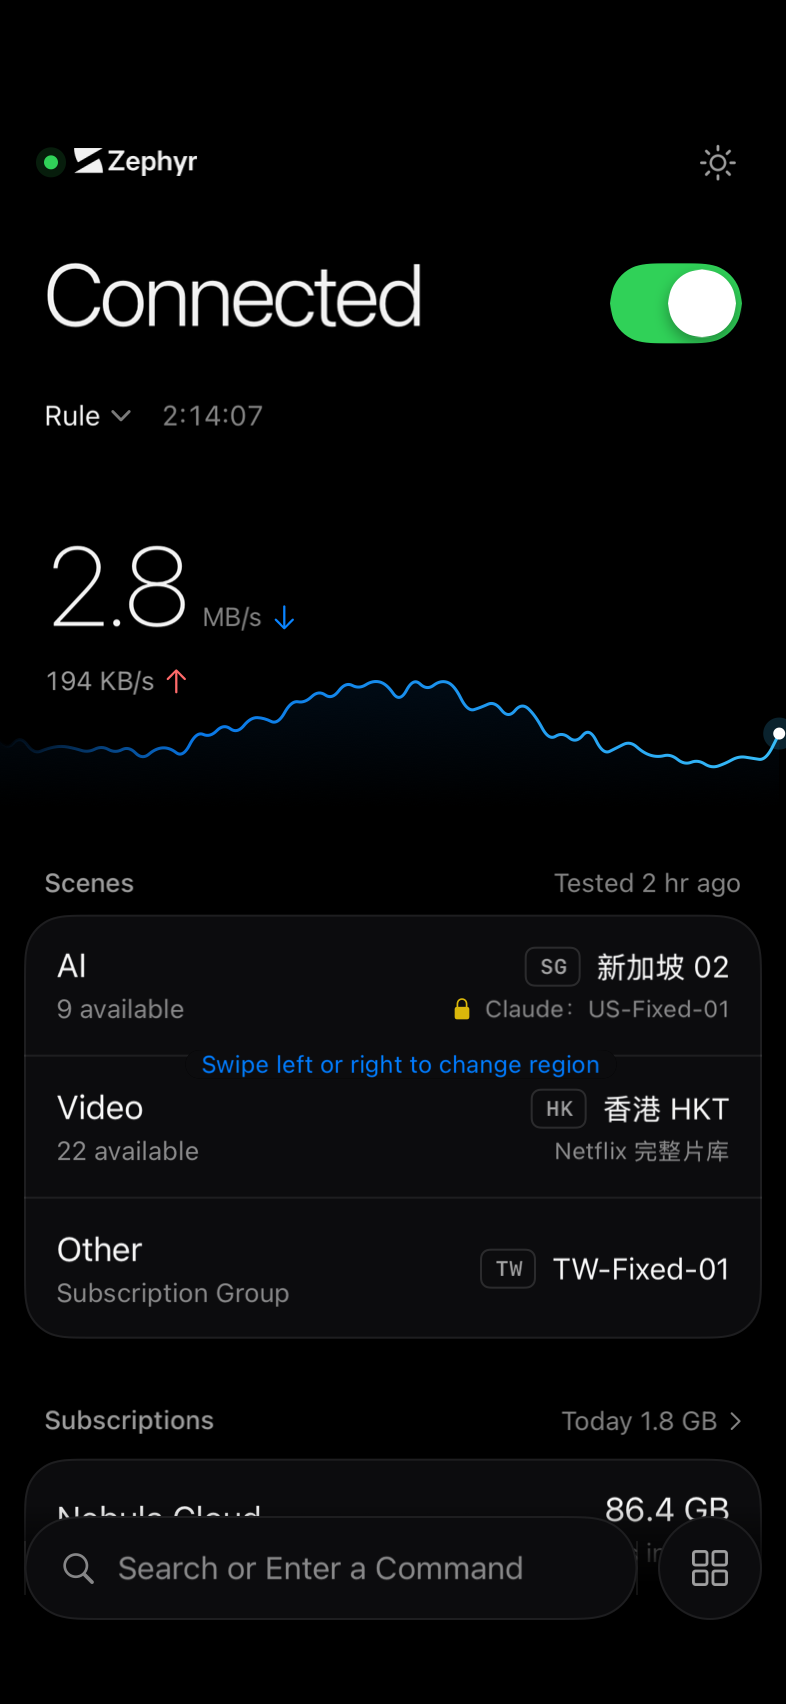 Zephyr
Connected
Rule 2:14:07
2.8 MB/s ↓
194 KB/s ↑
Scenes Tested 2 hr ago
AI SG 新加坡 02
9 available Claude: US-Fixed-01
Swipe left or right to change region
Video HK 香港 HKT
22 available Netflix 完整片库
Other TW TW-Fixed-01
Subscription Group
Subscriptions Today 1.8 GB
86.4 GB
Search or Enter a Command